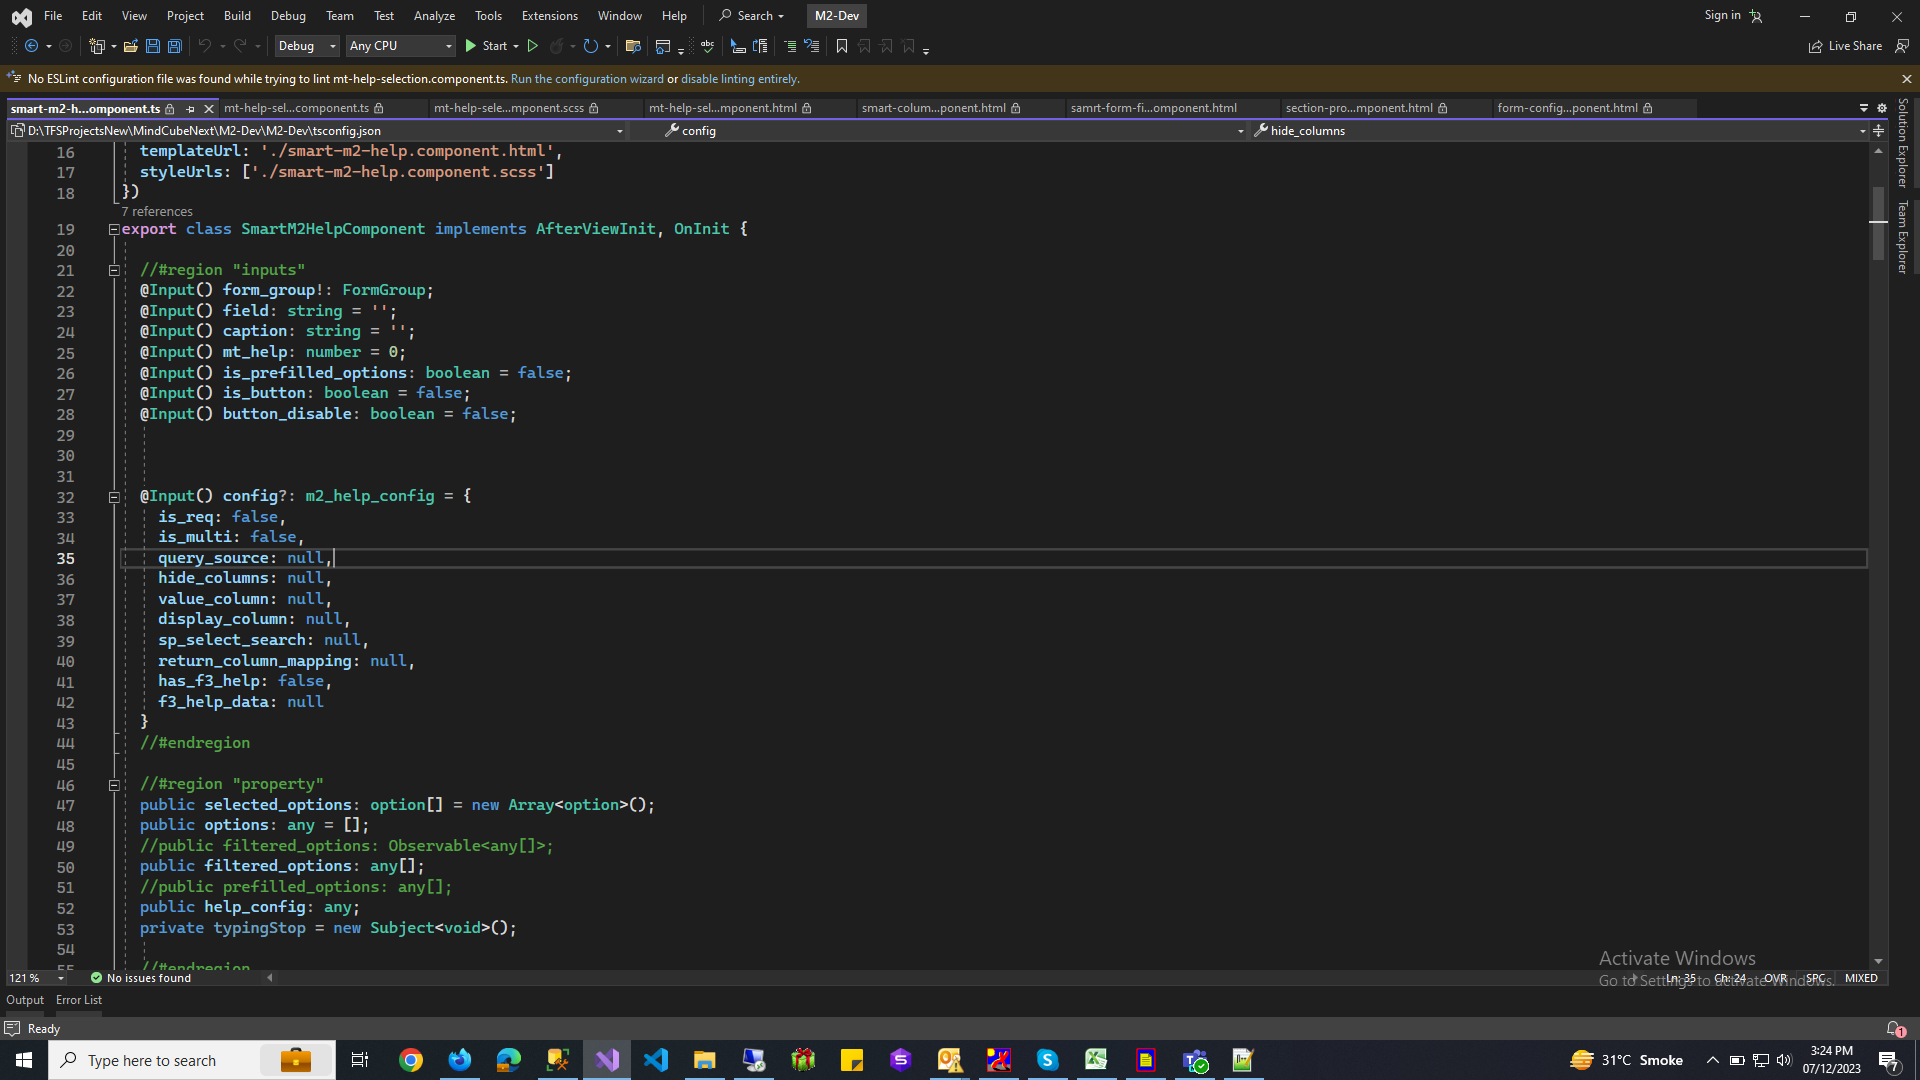 File Edit View Project Build Debug Team Test Analyze Tools Extensions Window Help Search M2-Dev Sign in
Debug Any CPU Start Live Share
No ESLint configuration file was found while trying to lint mt-help-selection.component.ts. Run the configuration wizard or disable linting entirely.
smart-m2-h...omponent.ts mt-help-sel...component.ts mt-help-sele...mponent.scss mt-help-sel...mponent.html smart-colum...ponent.html samrt-form-fi...omponent.html section-pro...mponent.html form-config...ponent.html
D:\TFSProjectsNew\MindCubeNext\M2-Dev\M2-Dev\tsconfig.json config hide_columns
Solution Explorer
Team Explorer
16 templateUrl: './smart-m2-help.component.html',
17 styleUrls: ['./smart-m2-help.component.scss']
18 })
7 references
19 export class SmartM2HelpComponent implements AfterViewInit, OnInit {
20
21 //#region "inputs"
22 @Input() form_group!: FormGroup;
23 @Input() field: string = '';
24 @Input() caption: string = '';
25 @Input() mt_help: number = 0;
26 @Input() is_prefilled_options: boolean = false;
27 @Input() is_button: boolean = false;
28 @Input() button_disable: boolean = false;
29
30
31
32 @Input() config?: m2_help_config = {
33 is_req: false,
34 is_multi: false,
35 query_source: null,
36 hide_columns: null,
37 value_column: null,
38 display_column: null,
39 sp_select_search: null,
40 return_column_mapping: null,
41 has_f3_help: false,
42 f3_help_data: null
43 }
44 //#endregion
45
46 //#region "property"
47 public selected_options: option[] = new Array<option>();
48 public options: any = [];
49 //public filtered_options: Observable<any[]>;
50 public filtered_options: any[];
51 //public prefilled_options: any[];
52 public help_config: any;
53 private typingStop = new Subject<void>();
54
55 //#endregion
Activate Windows
Go to Settings to activate Windows.
121 % No issues found Ln: 35 Ch: 24 OVR SPC MIXED
Output Error List
Ready 1
Type here to search 31°C Smoke 3:24 PM
07/12/2023 7